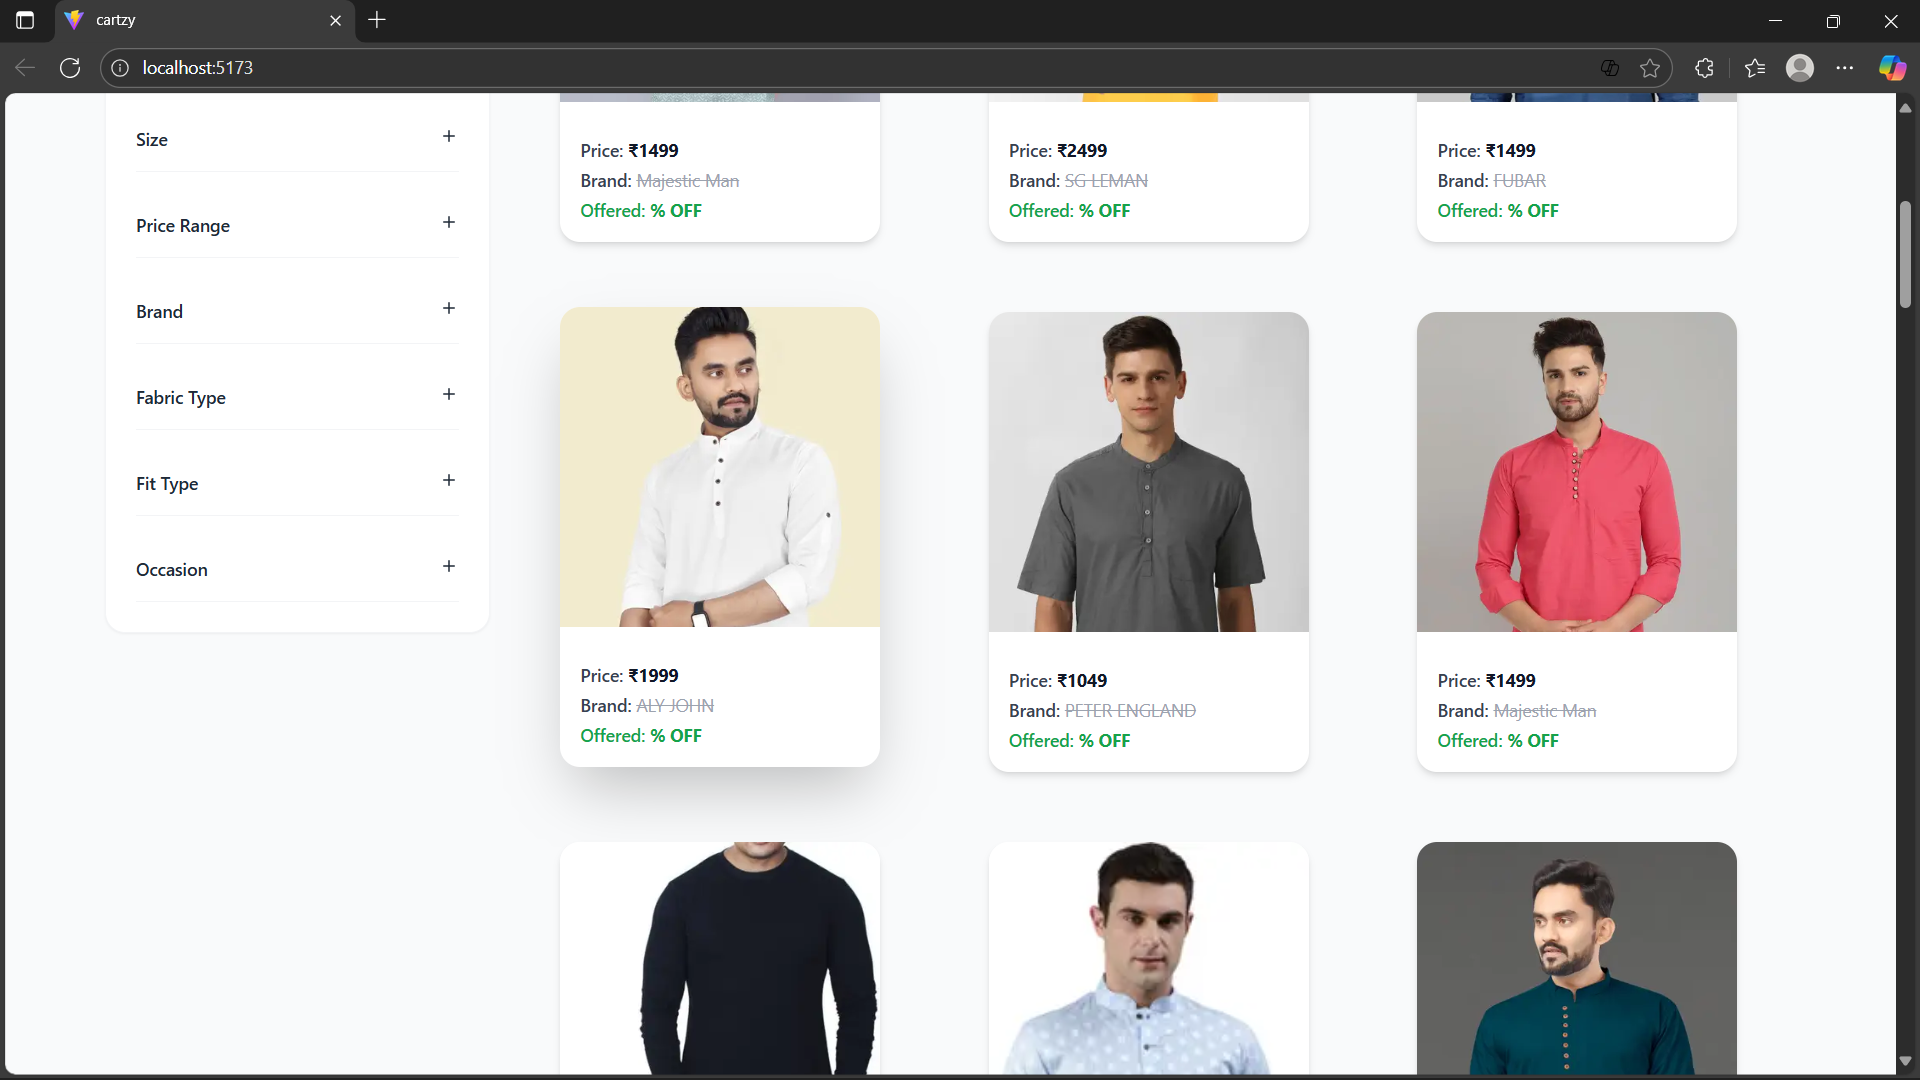 cartzy
localhost:5173
Size +
Price Range +
Brand +
Fabric Type +
Fit Type +
Occasion +
Price: ₹1499
Brand: Majestic Man
Offered: % OFF
Price: ₹2499
Brand: SG LEMAN
Offered: % OFF
Price: ₹1499
Brand: FUBAR
Offered: % OFF
Price: ₹1999
Brand: ALY JOHN
Offered: % OFF
Price: ₹1049
Brand: PETER ENGLAND
Offered: % OFF
Price: ₹1499
Brand: Majestic Man
Offered: % OFF